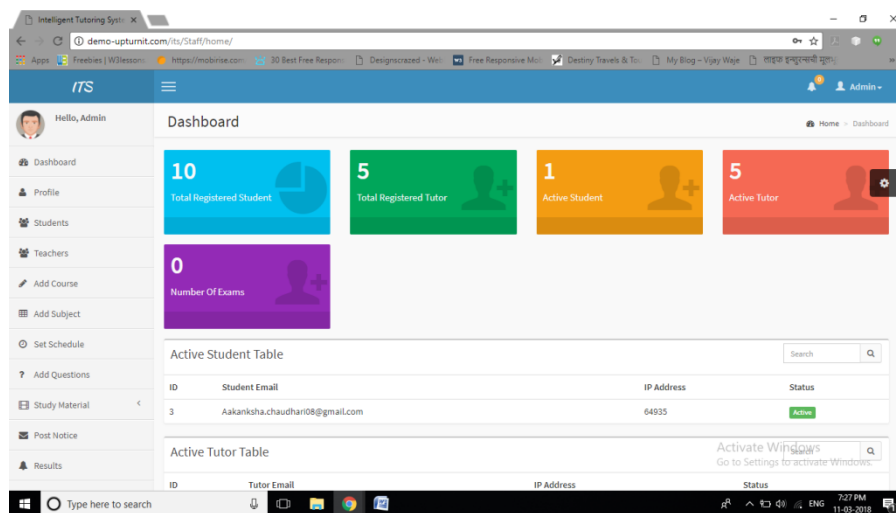 Intelligent Tutoring Syste
demo-upturnit.com/its/Staff/home/
Apps Freebies | W3lessons https://mobirise.com 30 Best Free Respon Designscrazed - Web Free Responsive Mob Destiny Travels & To My Blog – Vijay Waje लाइफ इन्शुरन्सची
ITS
Admin
Hello, Admin
Dashboard
Home > Dashboard
Dashboard
Profile
Students
Teachers
Add Course
Add Subject
Set Schedule
Add Questions
Study Material
Post Notice
Results
10
Total Registered Student
5
Total Registered Tutor
1
Active Student
5
Active Tutor
0
Number Of Exams
Active Student Table
Search
ID Student Email IP Address Status
3 Aakanksha.chaudhari08@gmail.com 64935 Active
Active Tutor Table
Search
Activate Windows
Go to Settings to activate Windows.
ID Tutor Email IP Address Status
Type here to search
ENG
7:27 PM
11-03-2018